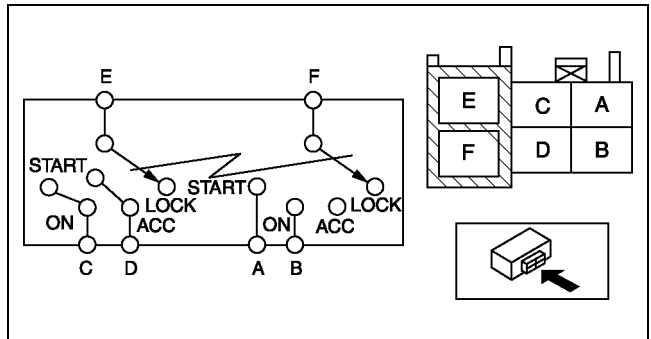 E F
START LOCK START LOCK
ON ACC ON ACC
C D A B
E C A
F D B